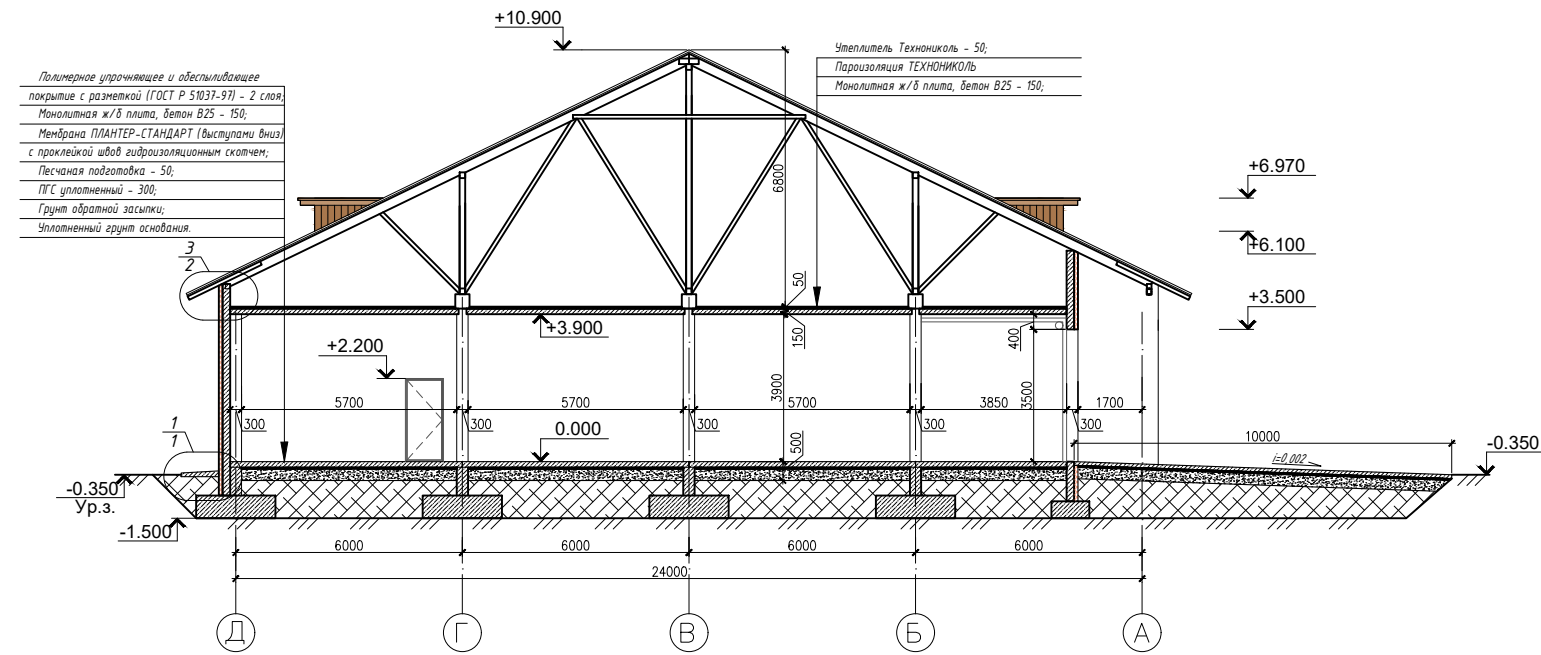 +10.900
Полимерное упрочняющее и обеспыливающее
покрытие с разметкой (ГОСТ Р 51037-97) - 2 слоя;
Монолитная ж/б плита, бетон В25 - 150;
Мембрана ПЛАНТЕР-СТАНДАРТ (выступами вниз)
с проклейкой швов гидроизоляционным скотчем;
Песчаная подготовка - 50;
ПГС уплотненный - 300;
Грунт обратной засыпки;
Уплотненный грунт основания.
Утеплитель Технониколь - 50;
Пароизоляция ТЕХНОНИКОЛЬ
Монолитная ж/б плита, бетон В25 - 150;
6800
+6.970
+6.100
+3.500
3
2
50
+3.900
150
400
+2.200
3900
3500
5700
5700
5700
3850
1700
300
300
300
300
0.000
500
1
1
10000
i=0.002
-0.350
-0.350
Ур.з.
-1.500
6000
6000
6000
6000
24000
Д
Г
В
Б
А